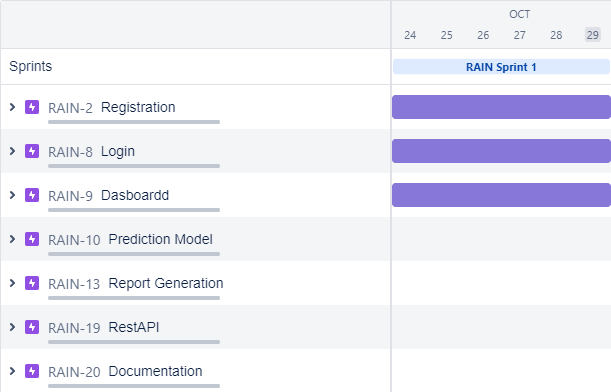 OCT
24 25 26 27 28 29
Sprints
RAIN Sprint 1
RAIN-2 Registration
RAIN-8 Login
RAIN-9 Dasboardd
RAIN-10 Prediction Model
RAIN-13 Report Generation
RAIN-19 RestAPI
RAIN-20 Documentation